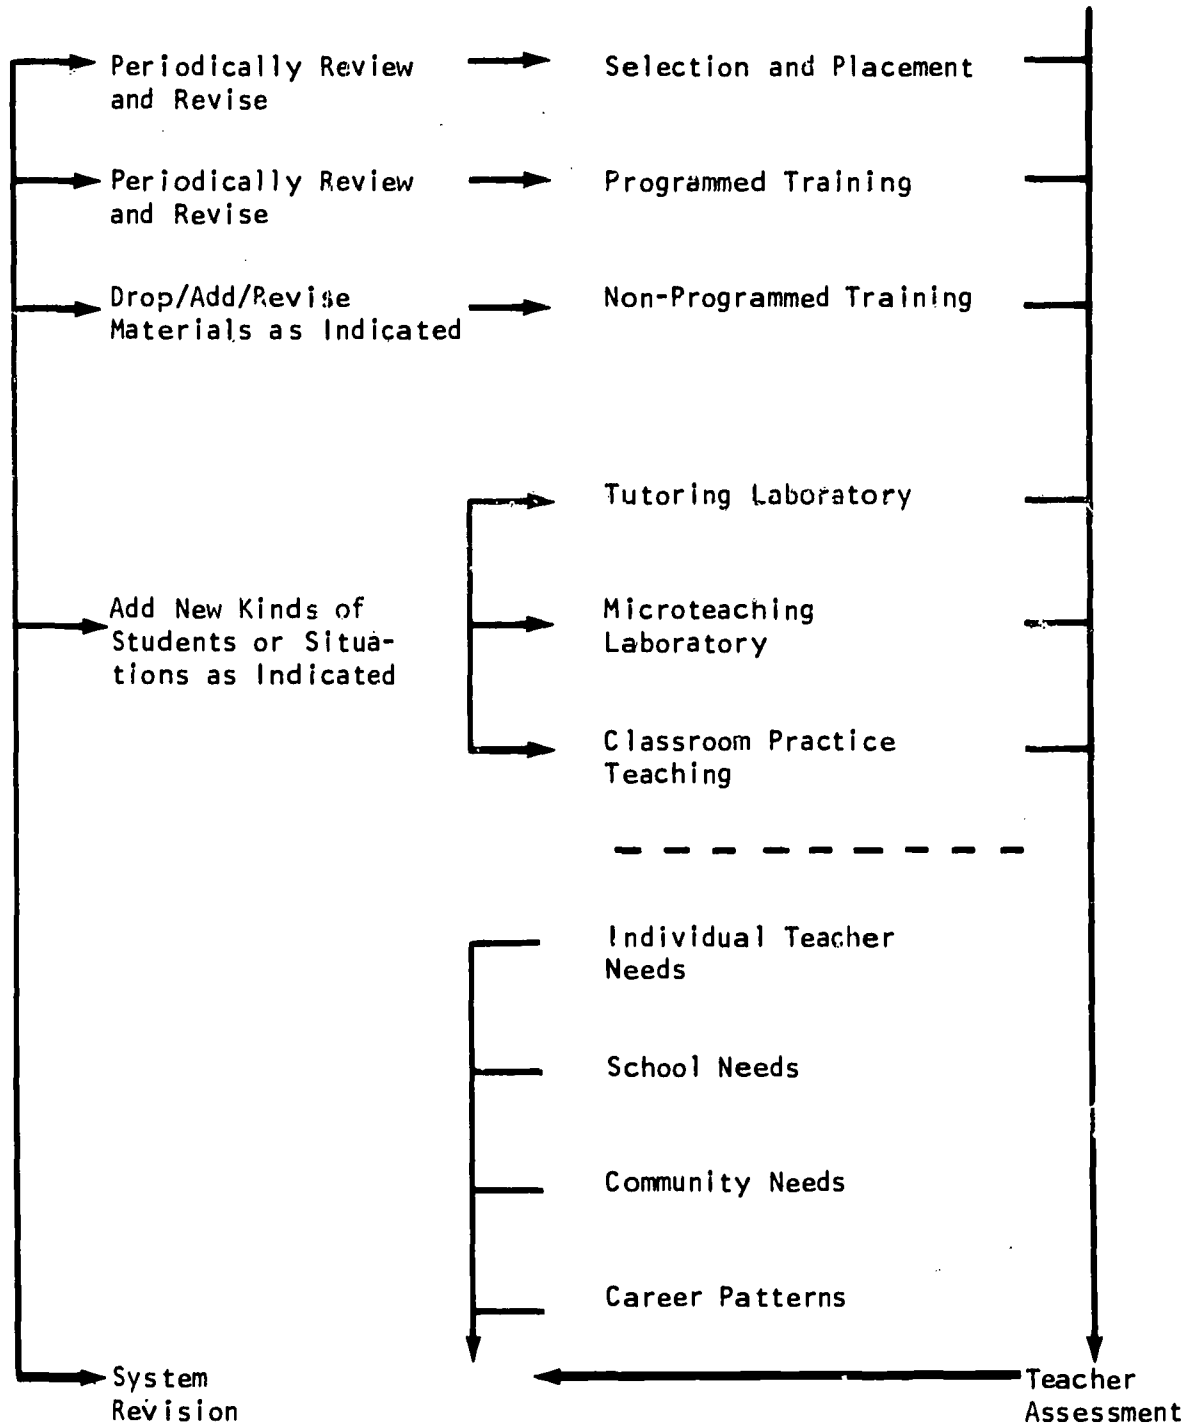 Periodically Review
and Revise
Selection and Placement
Periodically Review
and Revise
Programmed Training
Drop/Add/Revise
Materials as Indicated
Non-Programmed Training
Tutoring Laboratory
Add New Kinds of
Students or Situa-
tions as Indicated
Microteaching
Laboratory
Classroom Practice
Teaching
Individual Teacher
Needs
School Needs
Community Needs
Career Patterns
System
Revision
Teacher
Assessment